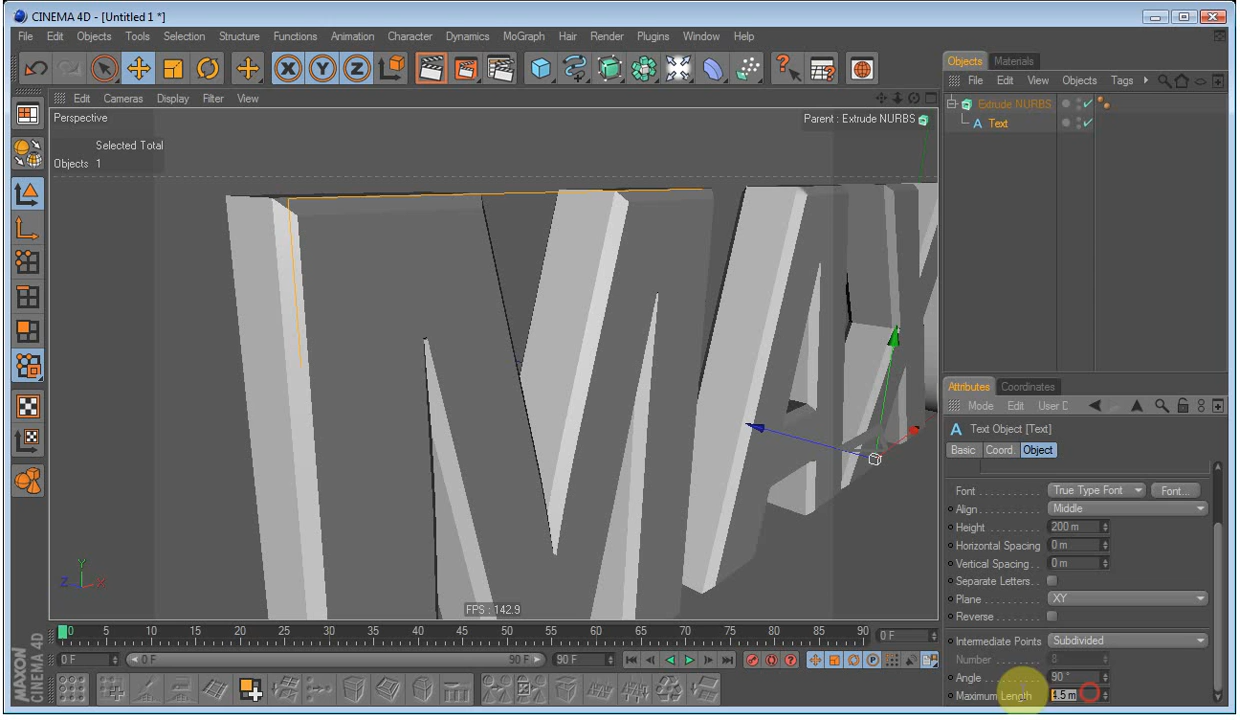 CINEMA 4D - [Untitled 1 *]
File Edit Objects Tools Selection Structure Functions Animation Character Dynamics MoGraph Hair Render Plugins Window Help
X Y Z
Objects Materials
File Edit View Objects Tags
Edit Cameras Display Filter View
Extrude NURBS
A Text
Perspective
Parent : Extrude NURBS
Selected Total
Objects 1
Attributes Coordinates
Mode Edit User D
A Text Object [Text]
Basic Coord. Object
Font True Type Font Font...
Align Middle
Height 200 m
Horizontal Spacing 0 m
Vertical Spacing 0 m
Separate Letters
Plane XY
Reverse
Intermediate Points Subdivided
Number 8
Angle 90 °
Maximum Length 4.5 m
Y
Z X
FPS : 142.9
0 5 10 15 20 25 30 35 40 45 50 55 60 65 70 75 80 85 90 0 F
0 F 0 F 90 F 90 F
MAXON
CINEMA 4D